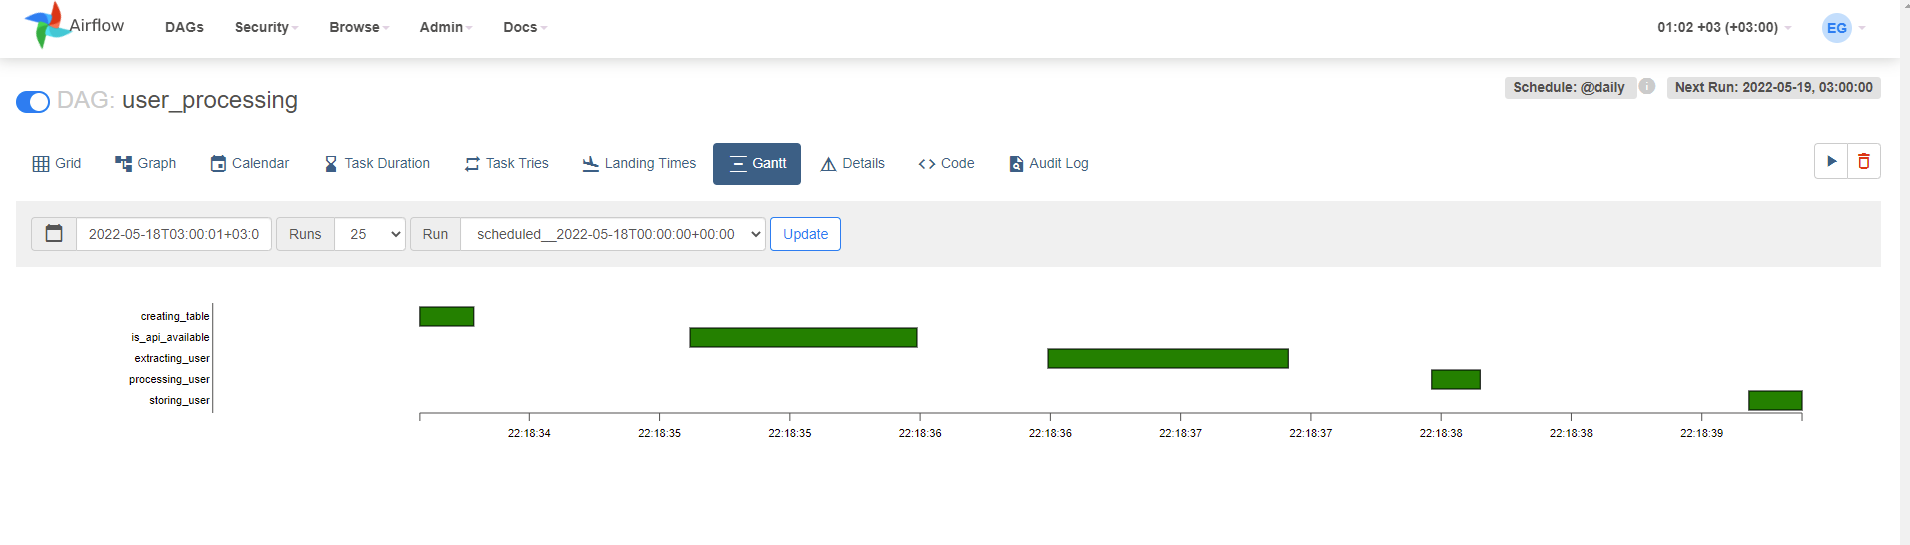 Airflow DAGs Security Browse Admin Docs 01:02 +03 (+03:00) EG
DAG: user_processing Schedule: @daily i Next Run: 2022-05-19, 03:00:00
Grid Graph Calendar Task Duration Task Tries Landing Times Gantt Details Code Audit Log
2022-05-18T03:00:01+03:0 Runs 25 Run scheduled__2022-05-18T00:00:00+00:00 Update
creating_table
is_api_available
extracting_user
processing_user
storing_user
22:18:34 22:18:35 22:18:35 22:18:36 22:18:36 22:18:37 22:18:37 22:18:38 22:18:38 22:18:39